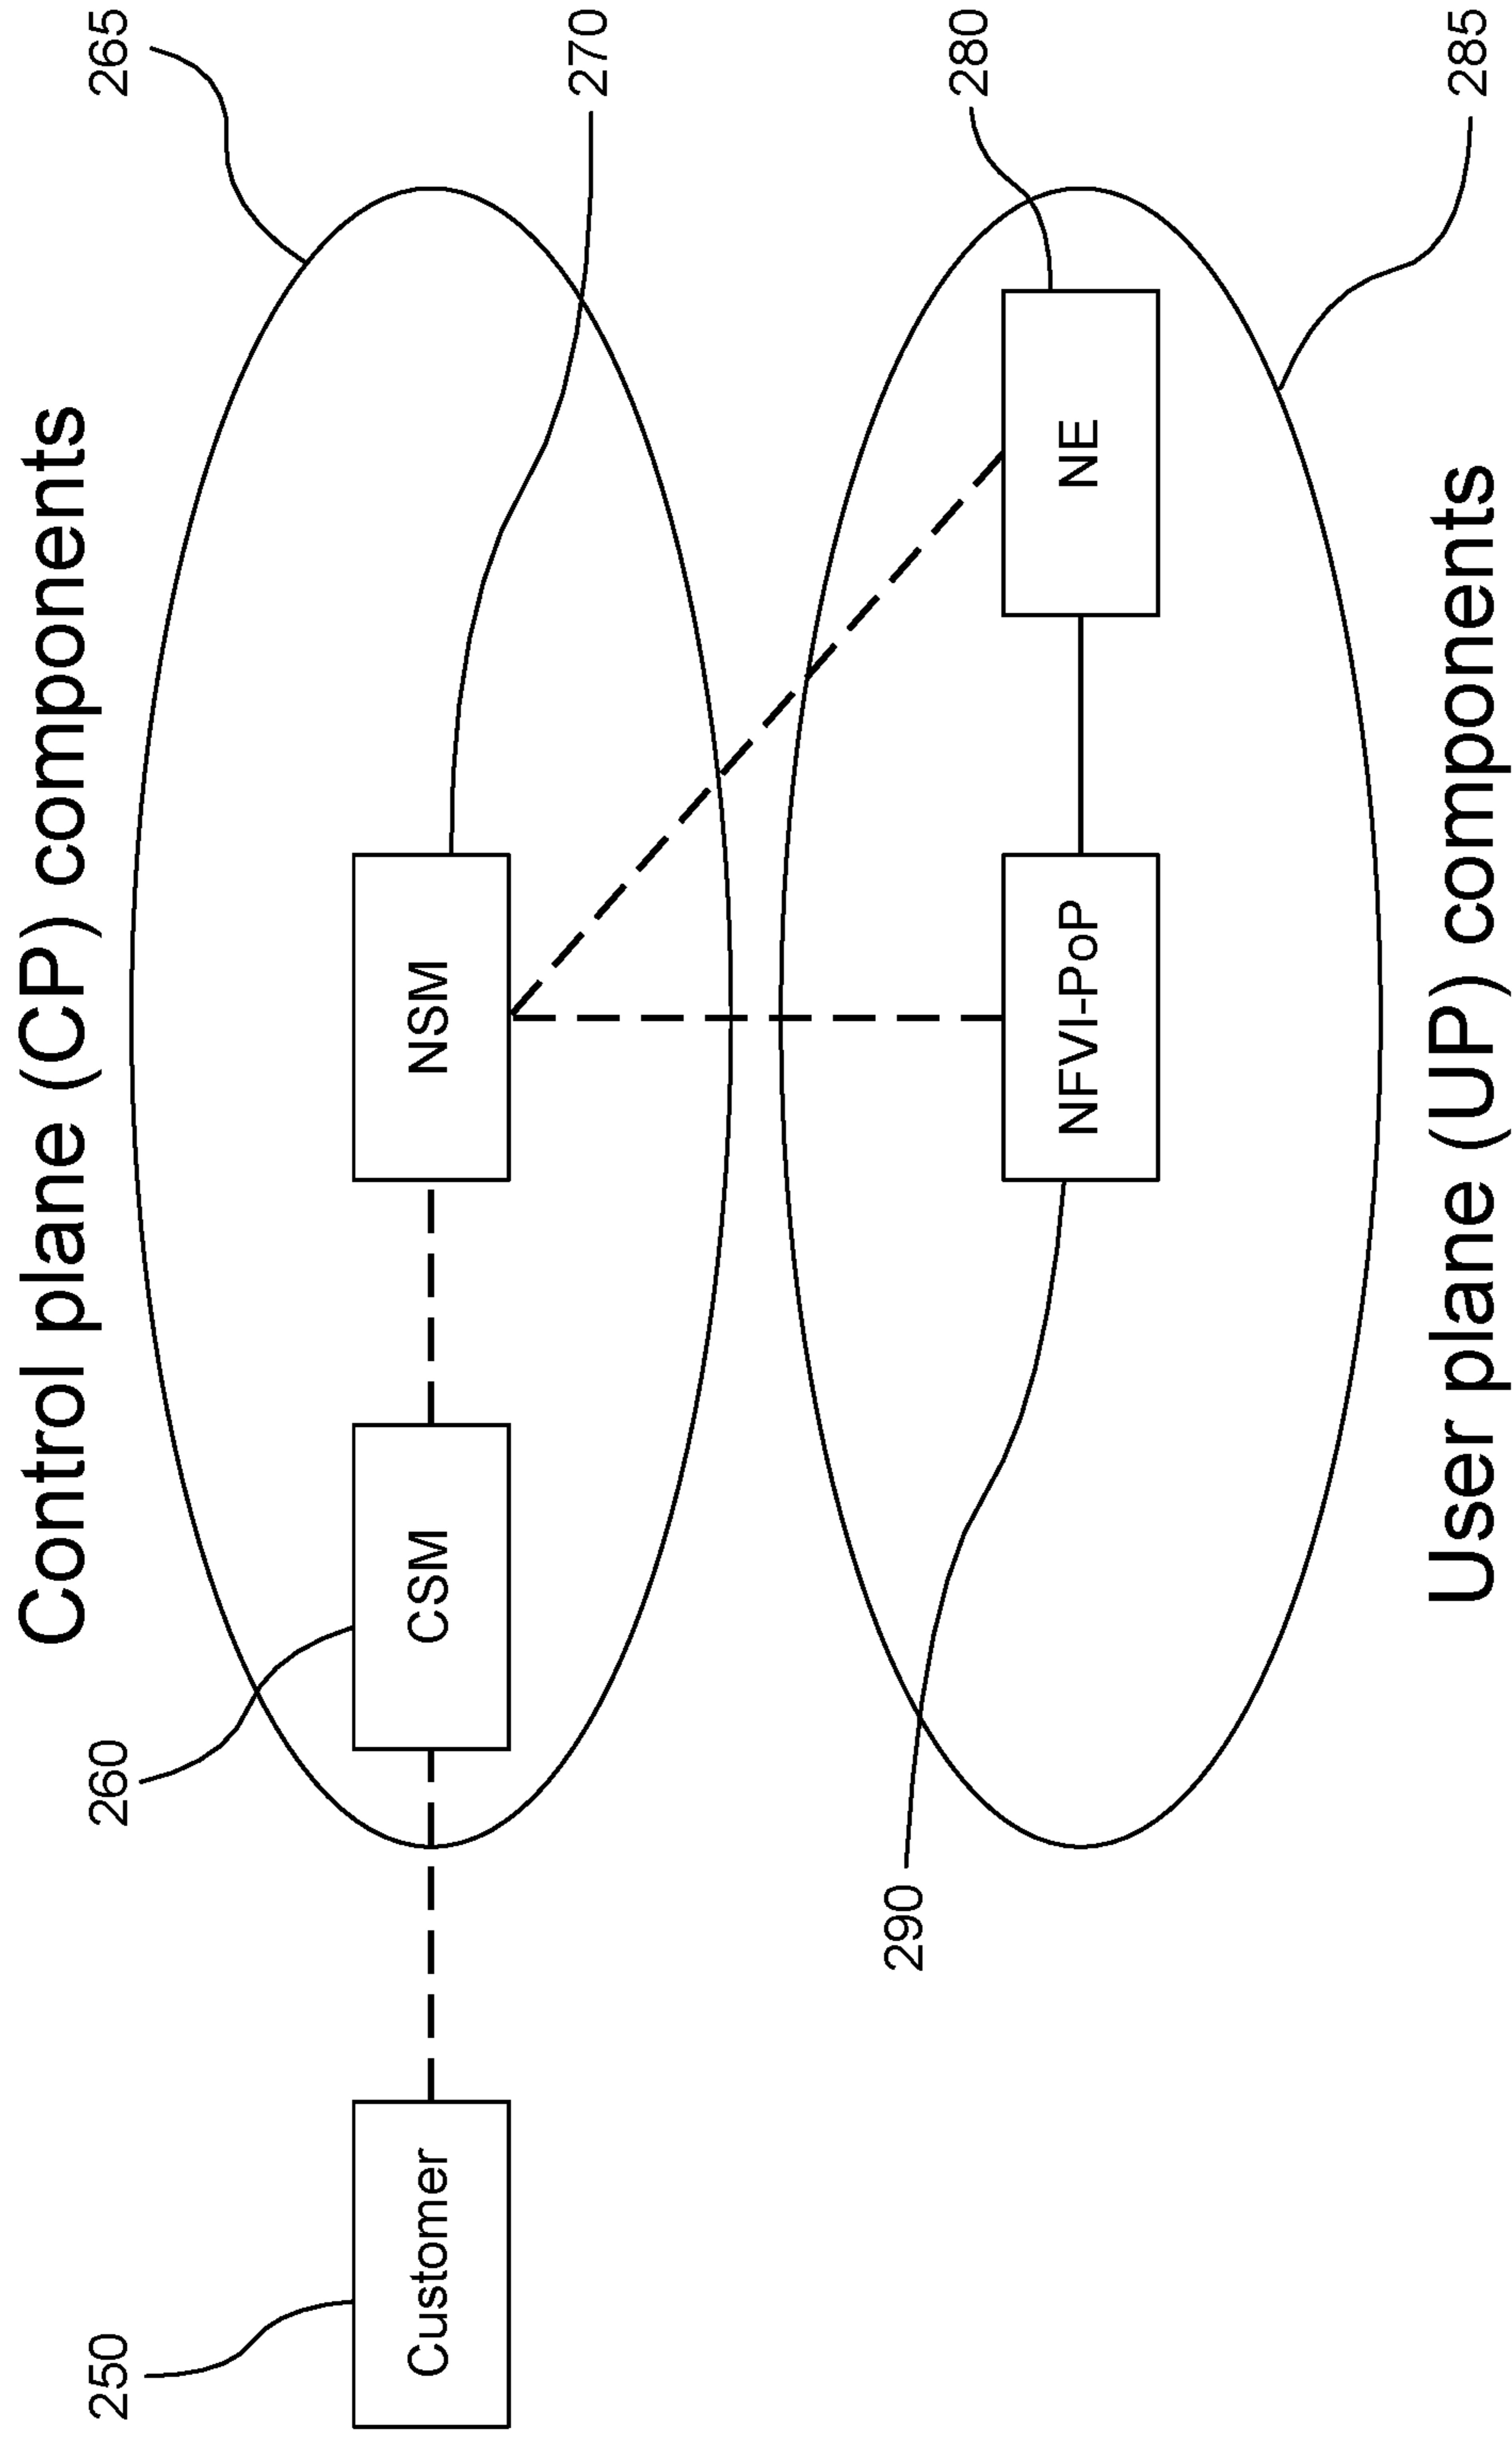 Control plane (CP) components
250
260
265
Customer
CSM
NSM
270
290
280
NFVI-PoP
NE
285
User plane (UP) components